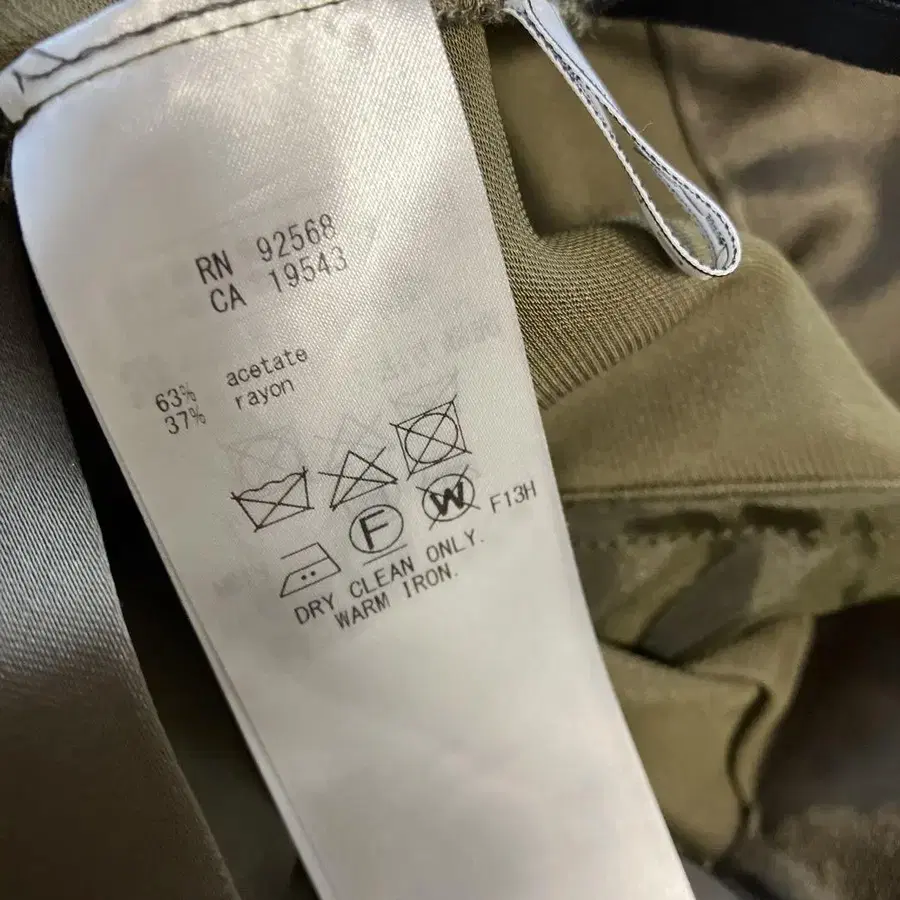 RN 92568
CA 19543
63% acetate
37% rayon
F W F13H
DRY CLEAN ONLY.
WARM IRON.